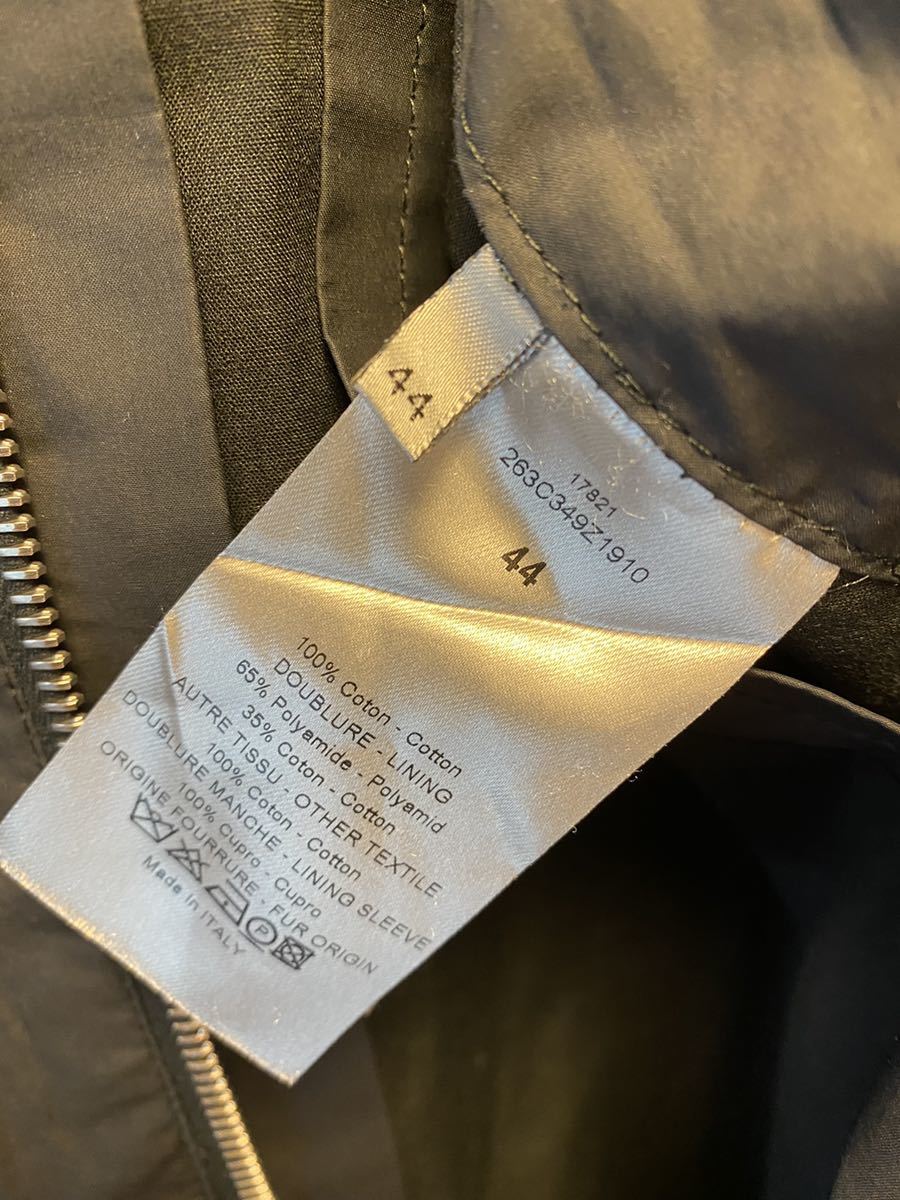 44
17821
263C349Z1910
44
100% Coton - Cotton
DOUBLURE - LINING
65% Polyamide - Polyamid
35% Coton - Cotton
AUTRE TISSU - OTHER TEXTILE
100% Coton - Cotton
DOUBLURE MANCHE - LINING SLEEVE
100% Cupro - Cupro
ORIGINE FOURRURE - FUR ORIGIN
P
Made in ITALY